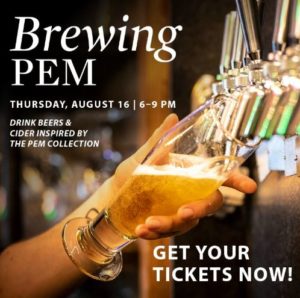 Brewing
PEM
THURSDAY, AUGUST 16 | 6–9 PM
DRINK BEERS &
CIDER INSPIRED BY
THE PEM COLLECTION
GET YOUR
TICKETS NOW!